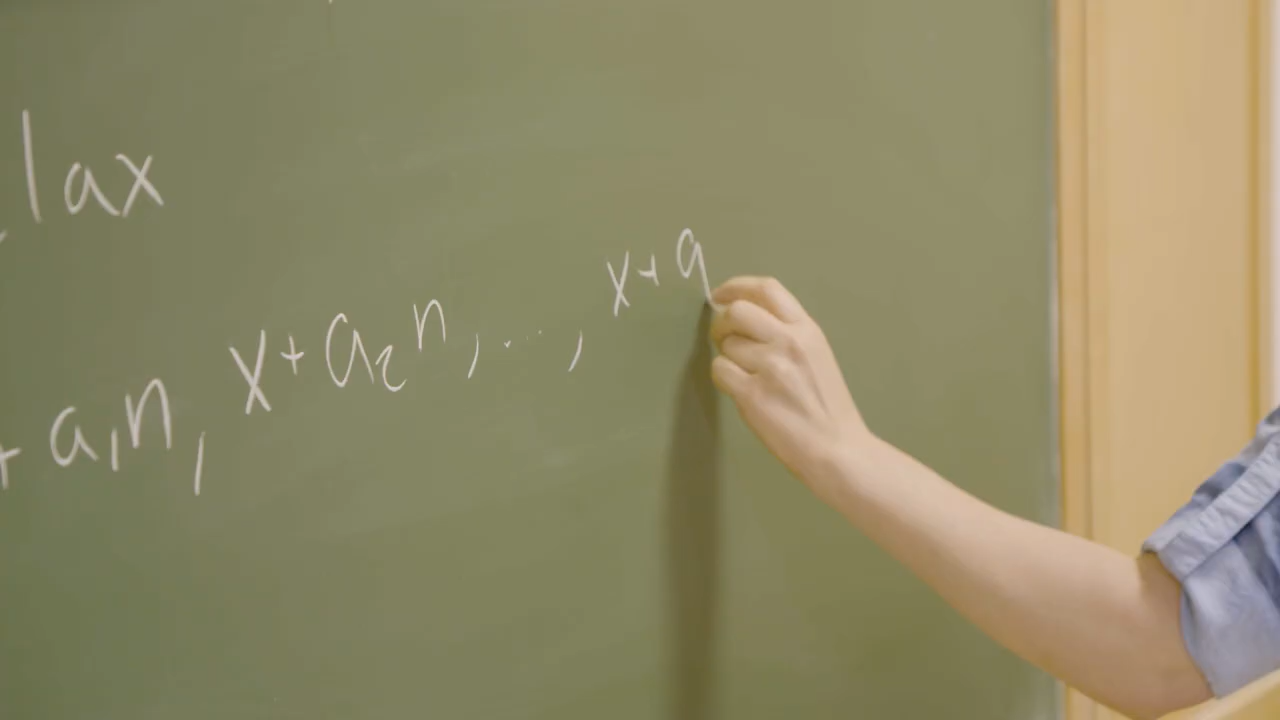 lax
+ a₁n, x + a₂n, ..., x + a